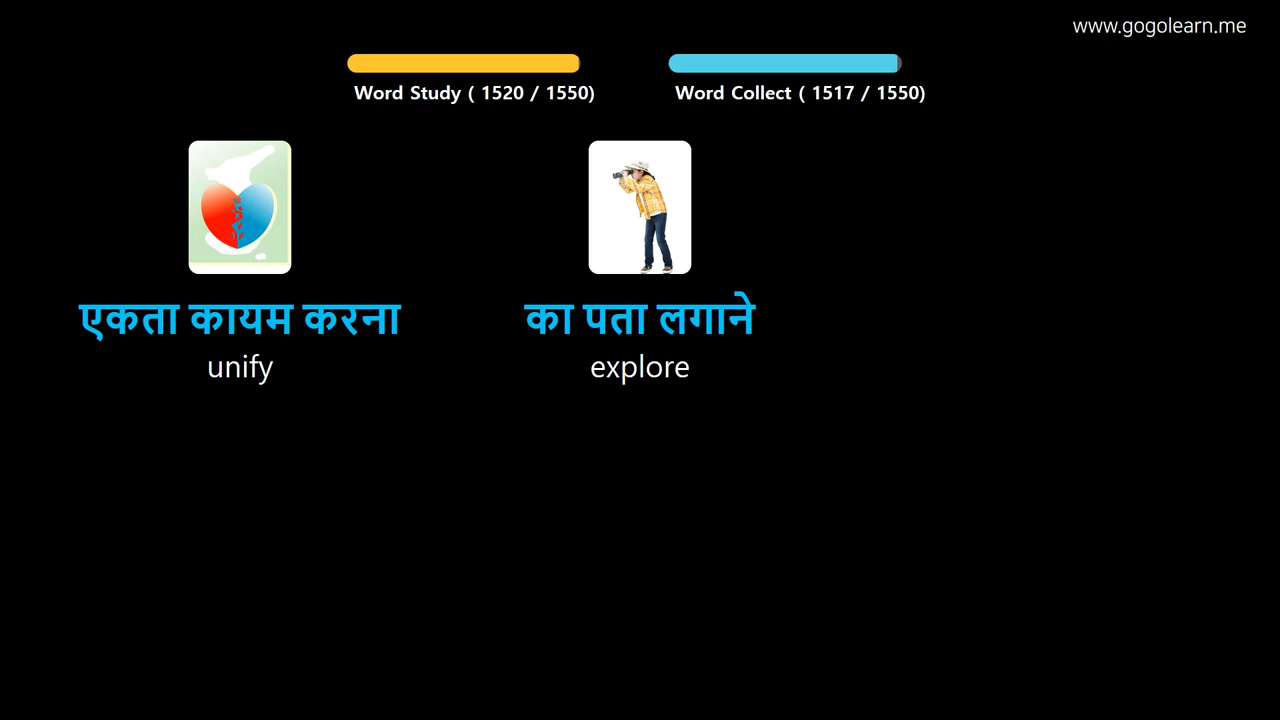 www.gogolearn.me
Word Study ( 1520 / 1550)
Word Collect ( 1517 / 1550)
एकता कायम करना
unify
का पता लगाने
explore